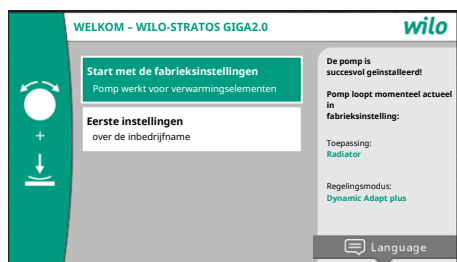 WELKOM – WILO-STRATOS GIGA2.0
wilo
Start met de fabrieksinstellingen
Pomp werkt voor verwarmingselementen
Eerste instellingen
over de inbedrijfname
De pomp is
succesvol geïnstalleerd!
Pomp loopt momenteel actueel
in
fabrieksinstelling:
Toepassing:
Radiator
Regelingsmodus:
Dynamic Adapt plus
+
Language